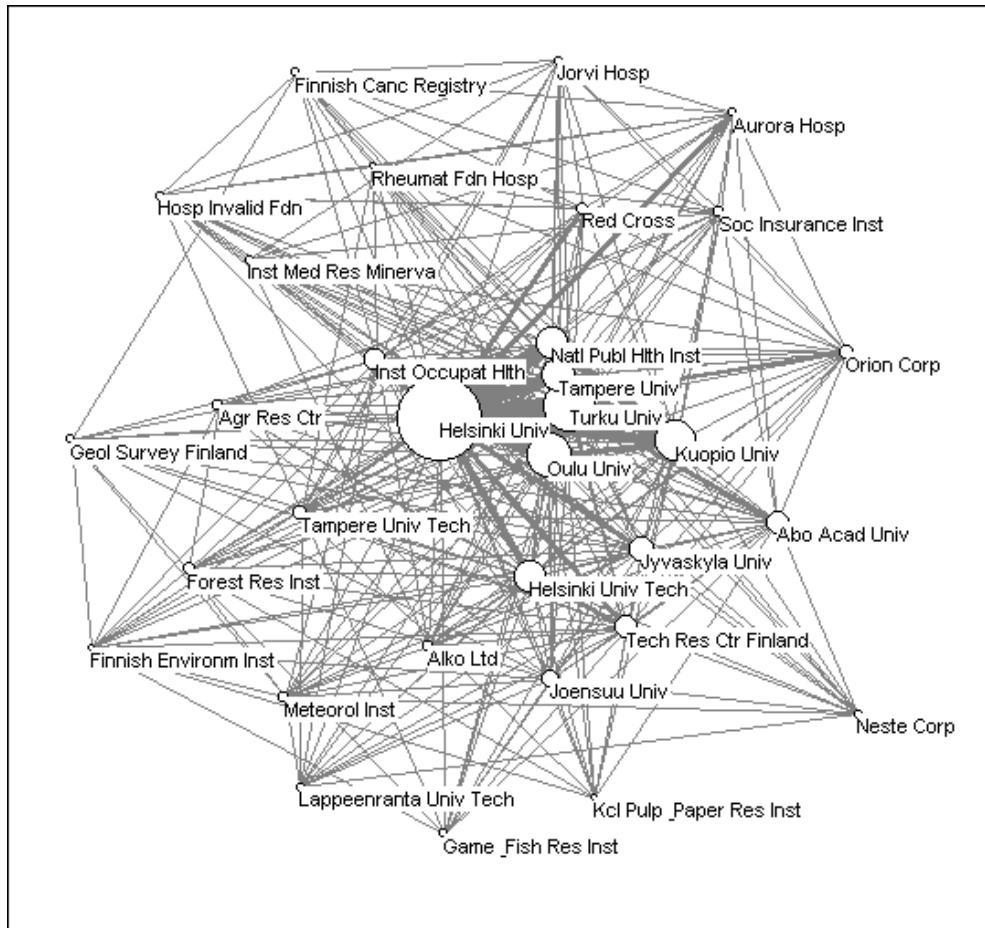 Jorvi Hosp
Finnish Canc Registry
Aurora Hosp
Rheumat Fdn Hosp
Hosp Invalid Fdn
Red Cross
Soc Insurance Inst
Inst Med Res Minerva
Natl Publ Hlth Inst
Orion Corp
Inst Occupat Hlth
Tampere Univ
Agr Res Ctr
Turku Univ
Helsinki Univ
Geol Survey Finland
Kuopio Univ
Oulu Univ
Tampere Univ Tech
Abo Acad Univ
Jyvaskyla Univ
Forest Res Inst
Helsinki Univ Tech
Tech Res Ctr Finland
Finnish Environm Inst
Alko Ltd
Joensuu Univ
Meteorol Inst
Neste Corp
Lappeenranta Univ Tech
Kcl Pulp _Paper Res Inst
Game _Fish Res Inst